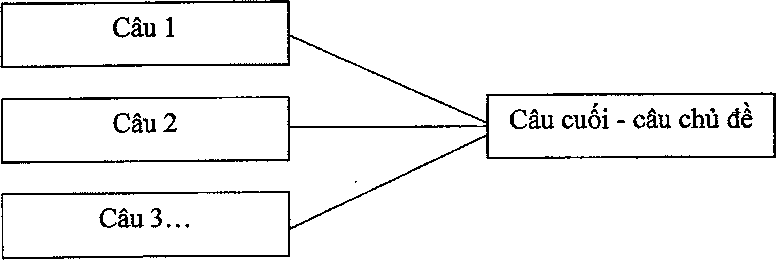 Câu 1
Câu 2
Câu 3...
Câu cuối - câu chủ đề